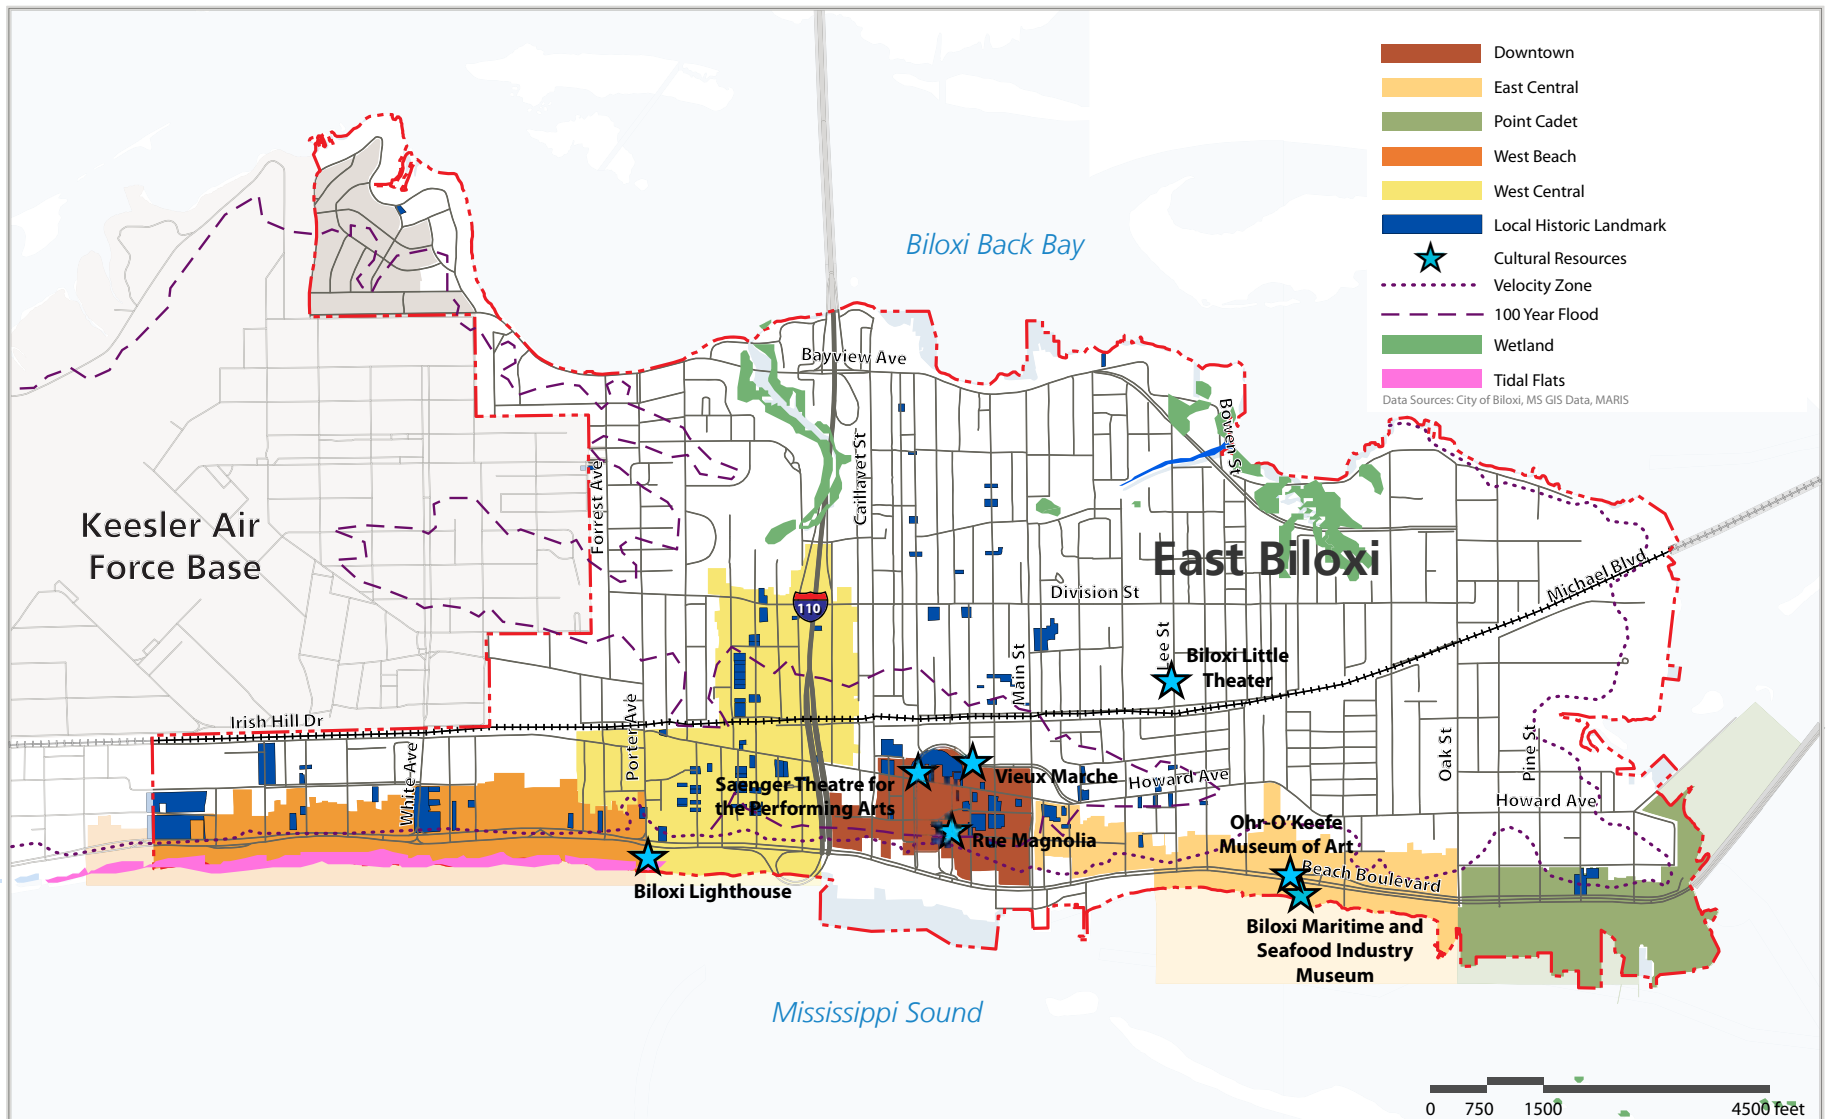 Downtown
East Central
Point Cadet
West Beach
West Central
Local Historic Landmark
Cultural Resources
Velocity Zone
100 Year Flood
Wetland
Tidal Flats
Data Sources: City of Biloxi, MS GIS Data, MARIS
Biloxi Back Bay
Bayview Ave
Bowen St
Caillavet St
Forrest Ave
Keesler Air
Force Base
East Biloxi
Michael Blvd
Division St
110
Lee St
Biloxi Little
Theater
Main St
Porter Ave
Irish Hill Dr
White Ave
Oak St
Pine St
Saenger Theatre for
the Performing Arts
Vieux Marche
Howard Ave
Howard Ave
Rue Magnolia
Ohr-O'Keefe
Museum of Art
Beach Boulevard
Biloxi Lighthouse
Biloxi Maritime and
Seafood Industry
Museum
Mississippi Sound
0 750 1500 4500 feet